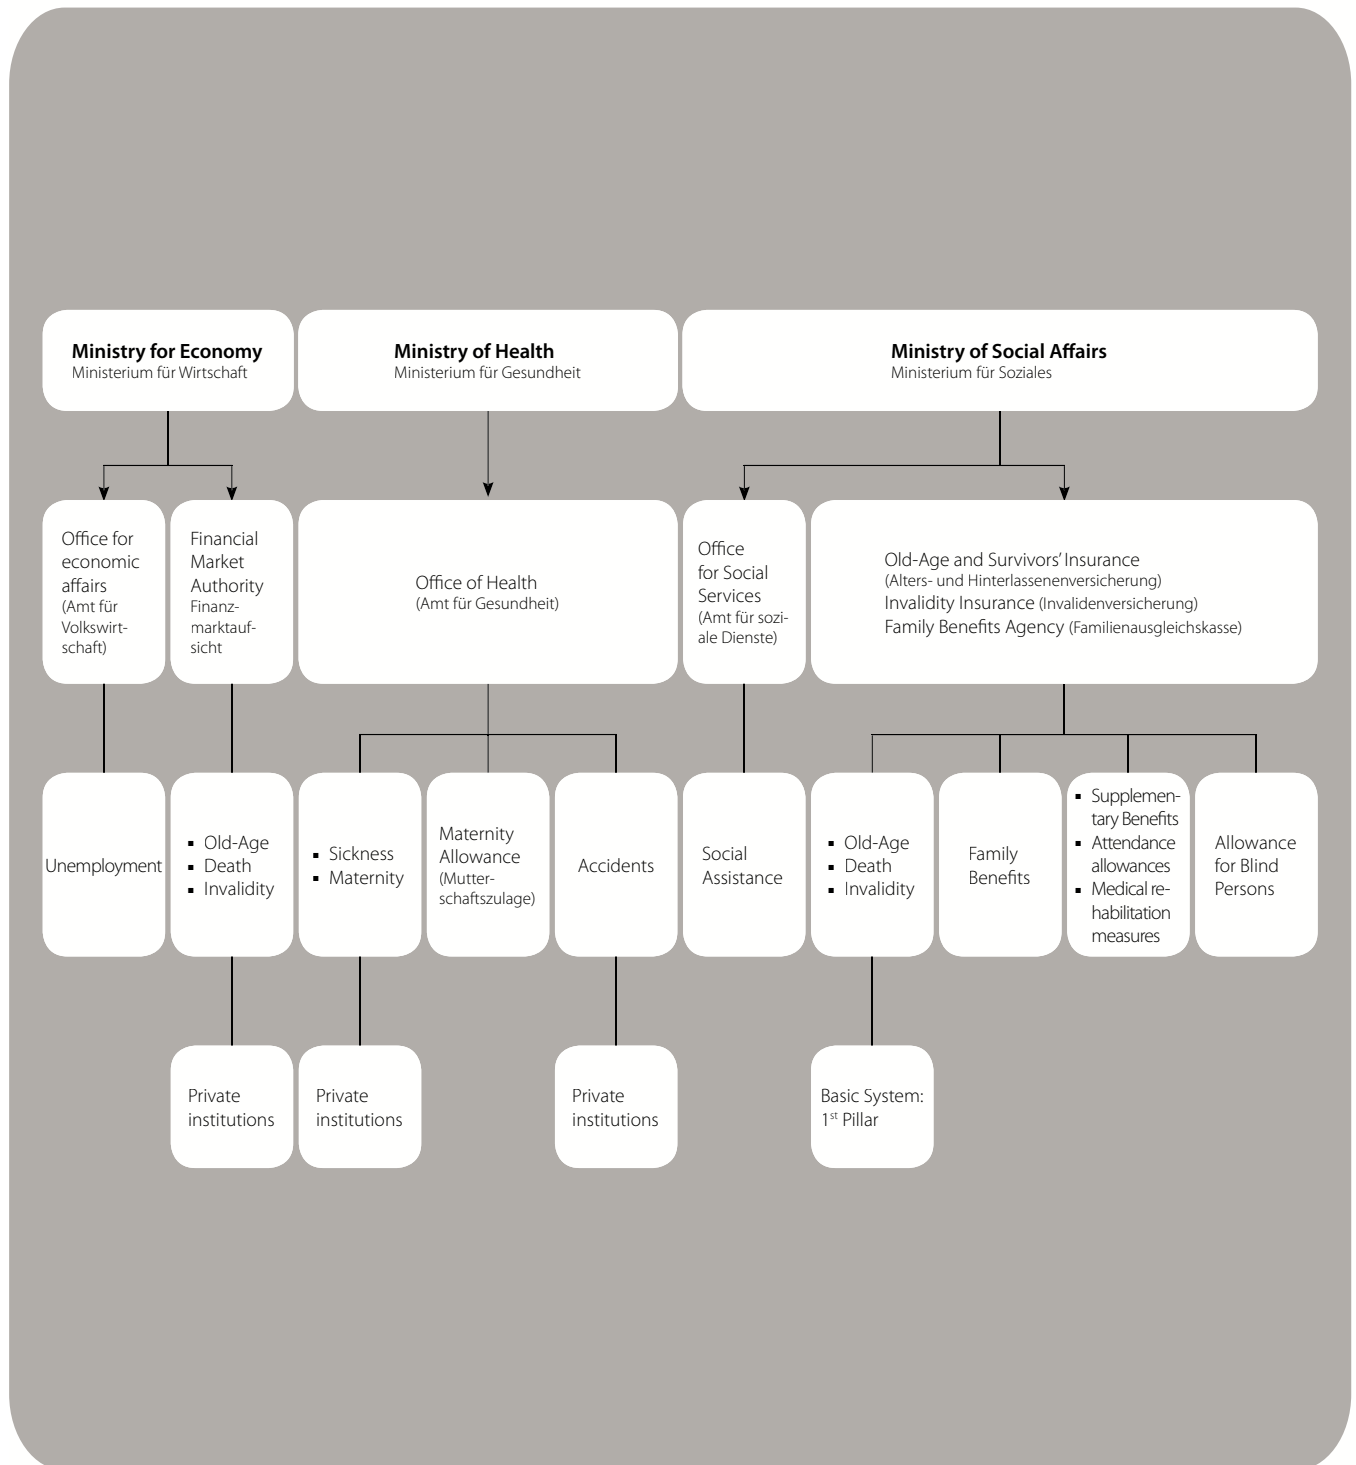 Ministry for Economy
Ministerium für Wirtschaft
Ministry of Health
Ministerium für Gesundheit
Ministry of Social Affairs
Ministerium für Soziales
Office for
economic
affairs
(Amt für
Volkswirt-
schaft)
Financial
Market
Authority
Finanz-
marktauf-
sicht
Office of Health
(Amt für Gesundheit)
Office
for Social
Services
(Amt für sozi-
ale Dienste)
Old-Age and Survivors' Insurance
(Alters- und Hinterlassenenversicherung)
Invalidity Insurance (Invalidenversicherung)
Family Benefits Agency (Familienausgleichskasse)
Unemployment
▪ Old-Age
▪ Death
▪ Invalidity
▪ Sickness
▪ Maternity
Maternity
Allowance
(Mutter-
schaftszulage)
Accidents
Social
Assistance
▪ Old-Age
▪ Death
▪ Invalidity
Family
Benefits
▪ Supplemen-
tary Benefits
▪ Attendance
allowances
▪ Medical re-
habilitation
measures
Allowance
for Blind
Persons
Private
institutions
Private
institutions
Private
institutions
Basic System:
1st Pillar